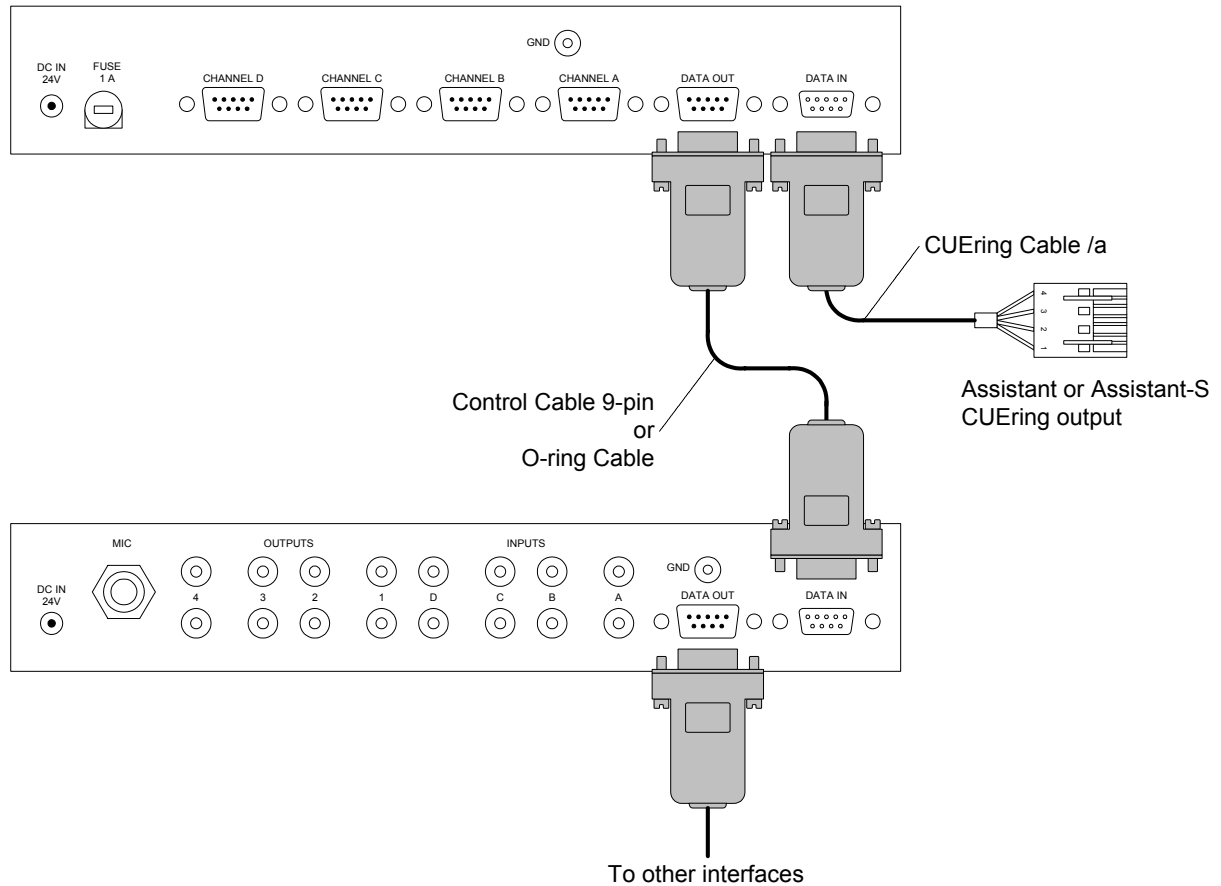 GND
DC IN
24V
FUSE
1 A
CHANNEL D
CHANNEL C
CHANNEL B
CHANNEL A
DATA OUT
DATA IN
CUEring Cable /a
4
3
2
1
Assistant or Assistant-S
CUEring output
Control Cable 9-pin
or
O-ring Cable
MIC
OUTPUTS
INPUTS
GND
DC IN
24V
4
3
2
1
D
C
B
A
DATA OUT
DATA IN
To other interfaces